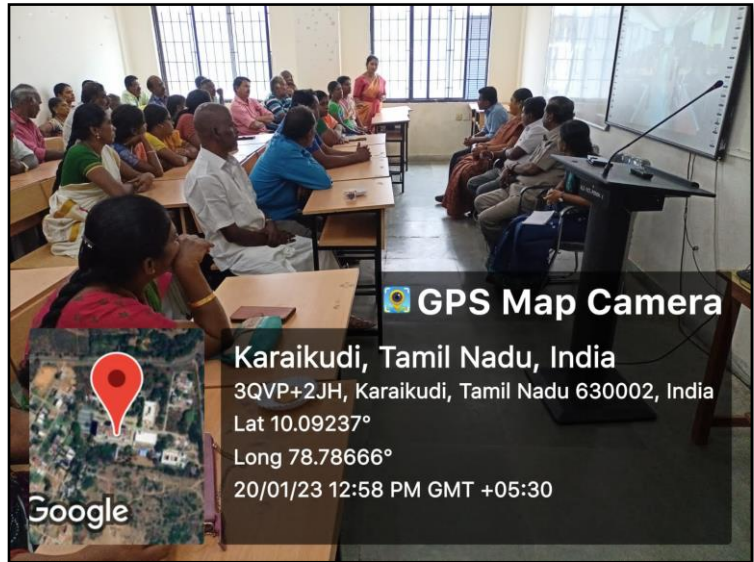 GPS Map Camera
Karaikudi, Tamil Nadu, India
3QVP+2JH, Karaikudi, Tamil Nadu 630002, India
Lat 10.09237°
Long 78.78666°
20/01/23 12:58 PM GMT +05:30
Google